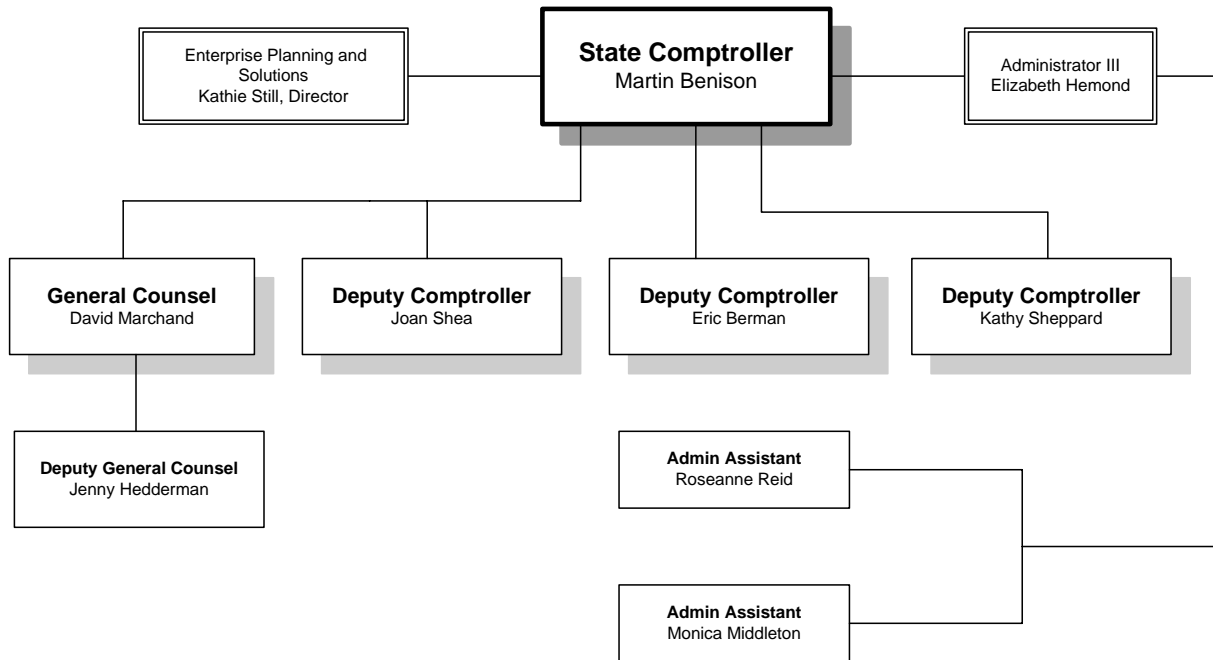 Enterprise Planning and
Solutions
Kathie Still, Director
State Comptroller
Martin Benison
Administrator III
Elizabeth Hemond
General Counsel
David Marchand
Deputy Comptroller
Joan Shea
Deputy Comptroller
Eric Berman
Deputy Comptroller
Kathy Sheppard
Deputy General Counsel
Jenny Hedderman
Admin Assistant
Roseanne Reid
Admin Assistant
Monica Middleton